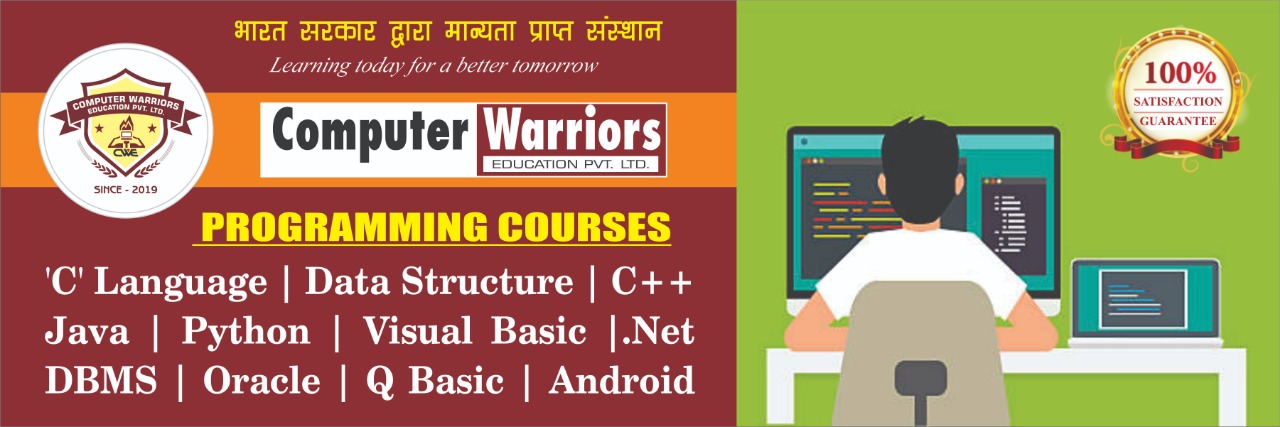 भारत सरकार द्वारा मान्यता प्राप्त संस्थान
Learning today for a better tomorrow
COMPUTER WARRIORS
EDUCATION PVT. LTD.
CWE
SINCE - 2019
Computer Warriors
EDUCATION PVT. LTD.
PROGRAMMING COURSES
'C' Language | Data Structure | C++
Java | Python | Visual Basic |.Net
DBMS | Oracle | Q Basic | Android
100%
SATISFACTION
GUARANTEE